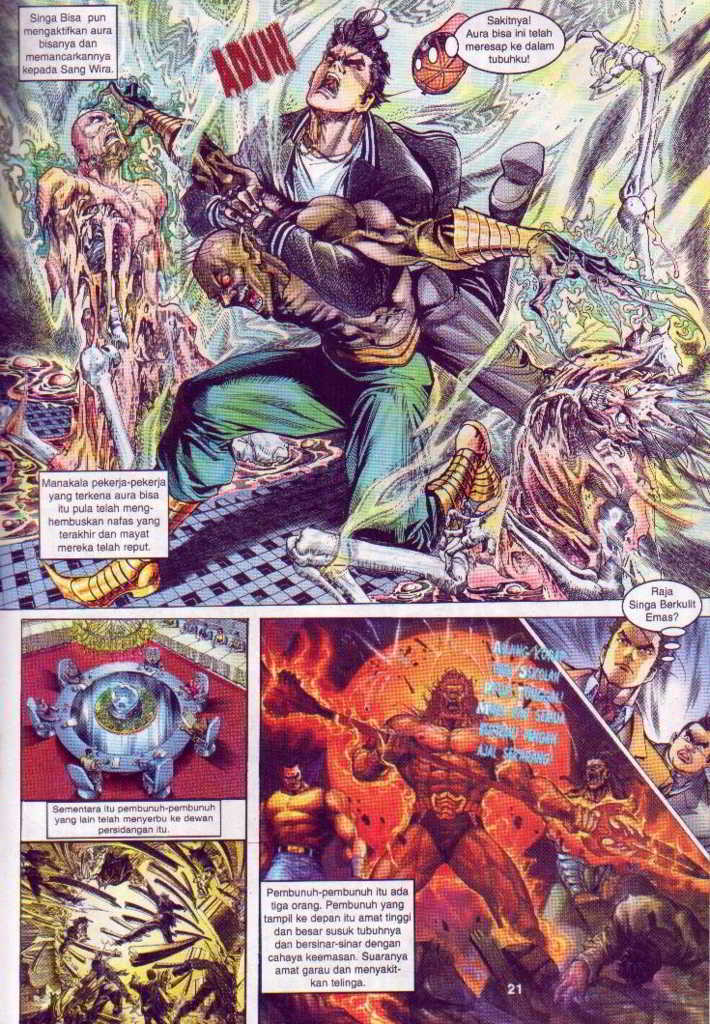 Singa Bisa pun
mengaktifkan aura
bisanya dan
memancarkannya
kepada Sang Wira.
ADUH!
Sakitnya!
Aura bisa ini telah
meresap ke dalam
tubuhku!
Manakala pekerja-pekerja
yang terkena aura bisa
itu pula telah meng-
hembuskan nafas yang
terakhir dan mayat
mereka telah reput.
Sementara itu pembunuh-pembunuh
yang lain telah menyerbu ke dewan
persidangan itu.
Raja
Singa Berkulit
Emas?
Pembunuh-pembunuh itu ada
tiga orang. Pembunuh yang
tampil ke depan itu amat tinggi
dan besar susuk tubuhnya
dan bersinar-sinar dengan
cahaya keemasan. Suaranya
amat garau dan menyakit-
kan telinga.
21